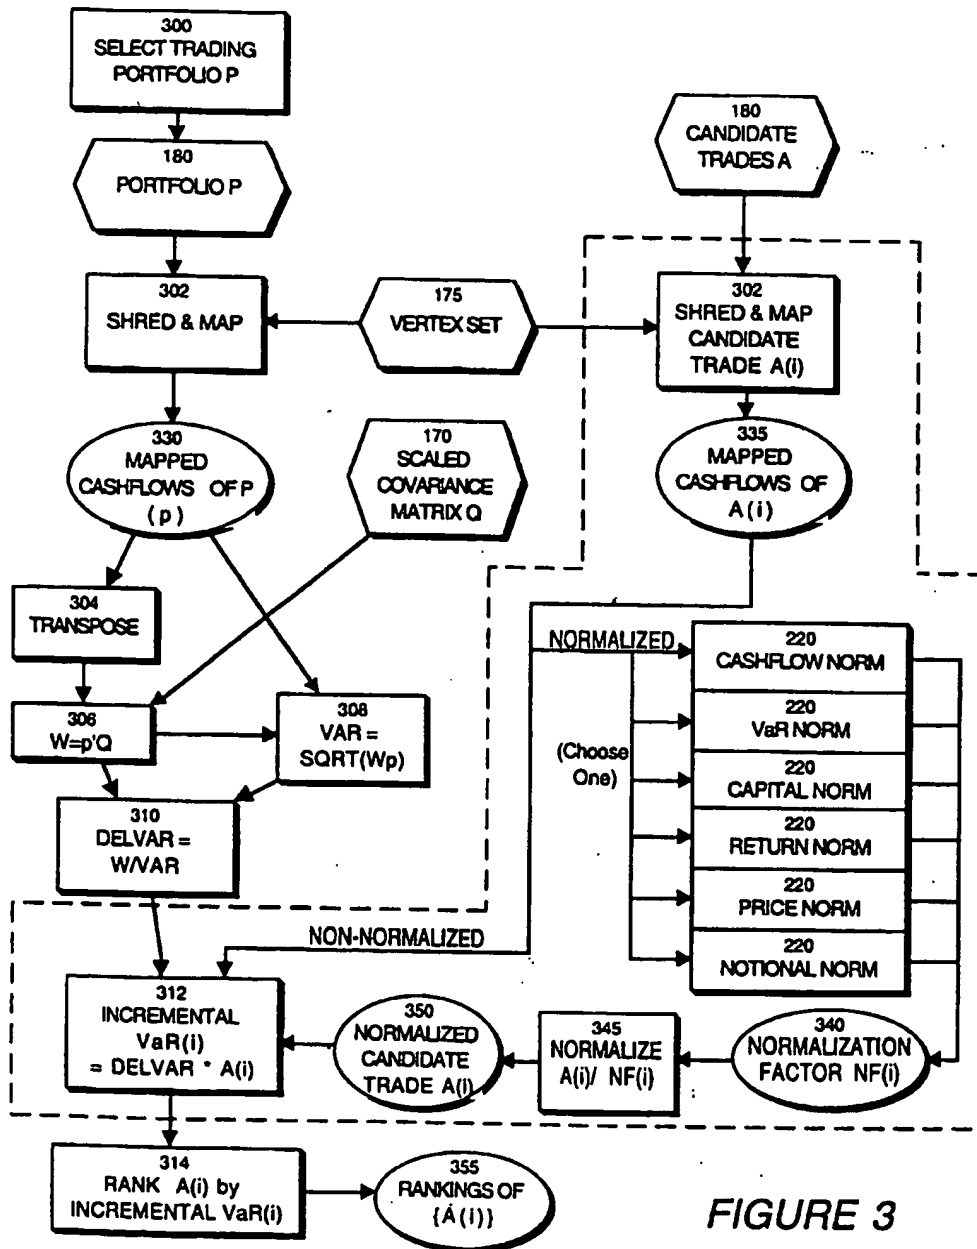 300
SELECT TRADING
PORTFOLIO P
180
PORTFOLIO P
180
CANDIDATE
TRADES A
302
SHRED & MAP
175
VERTEX SET
302
SHRED & MAP
CANDIDATE
TRADE A(i)
330
MAPPED
CASHFLOWS OF P
(p)
170
SCALED
COVARIANCE
MATRIX Q
335
MAPPED
CASHFLOWS OF
A(i)
304
TRANSPOSE
306
W=p'Q
308
VAR =
SQRT(Wp)
310
DELVAR =
W/VAR
NORMALIZED
(Choose
One)
220
CASHFLOW NORM
220
VaR NORM
220
CAPITAL NORM
220
RETURN NORM
220
PRICE NORM
220
NOTIONAL NORM
NON-NORMALIZED
312
INCREMENTAL
VaR(i)
= DELVAR * A(i)
350
NORMALIZED
CANDIDATE
TRADE A(i)
345
NORMALIZE
A(i)/ NF(i)
340
NORMALIZATION
FACTOR NF(i)
314
RANK A(i) by
INCREMENTAL VaR(i)
355
RANKINGS OF
{A(i)}
FIGURE 3